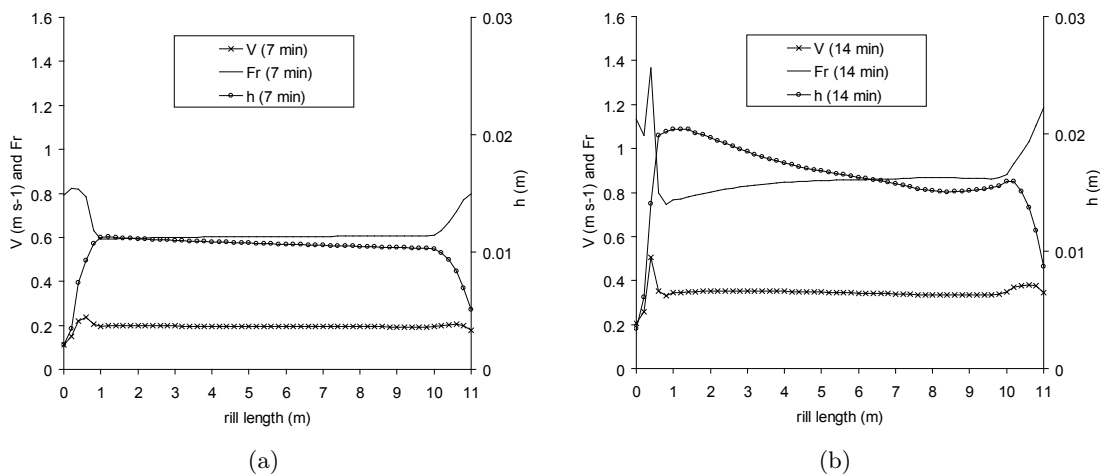 1.6
1.4
1.2
1
0.8
0.6
0.4
0.2
0
V (m s-1) and Fr
V (7 min)
Fr (7 min)
h (7 min)
0.03
0.02
0.01
0
h (m)
0 1 2 3 4 5 6 7 8 9 10 11
rill length (m)
(a)
1.6
1.4
1.2
1
0.8
0.6
0.4
0.2
0
V (m s-1) and Fr
V (14 min)
Fr (14 min)
h (14 min)
0.03
0.02
0.01
0
h (m)
0 1 2 3 4 5 6 7 8 9 10 11
rill length (m)
(b)